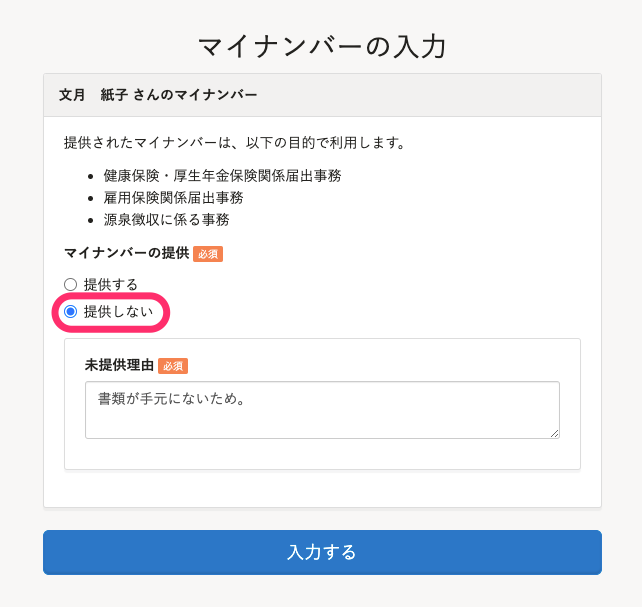 マイナンバーの入力
文月　紙子 さんのマイナンバー
提供されたマイナンバーは、以下の目的で利用します。
健康保険・厚生年金保険関係届出事務
雇用保険関係届出事務
源泉徴収に係る事務
マイナンバーの提供 必須
提供する
提供しない
未提供理由 必須
書類が手元にないため。
入力する